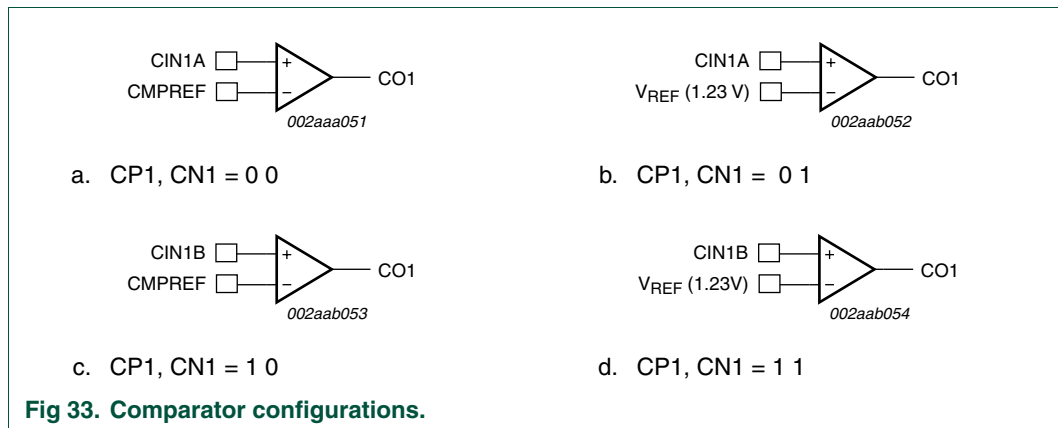 CIN1A
CMPREF
+
−
CO1
002aaa051
a. CP1, CN1 = 0 0
CIN1A
VREF (1.23 V)
+
−
CO1
002aab052
b. CP1, CN1 = 0 1
CIN1B
CMPREF
+
−
CO1
002aab053
c. CP1, CN1 = 1 0
CIN1B
VREF (1.23V)
+
−
CO1
002aab054
d. CP1, CN1 = 1 1
Fig 33. Comparator configurations.